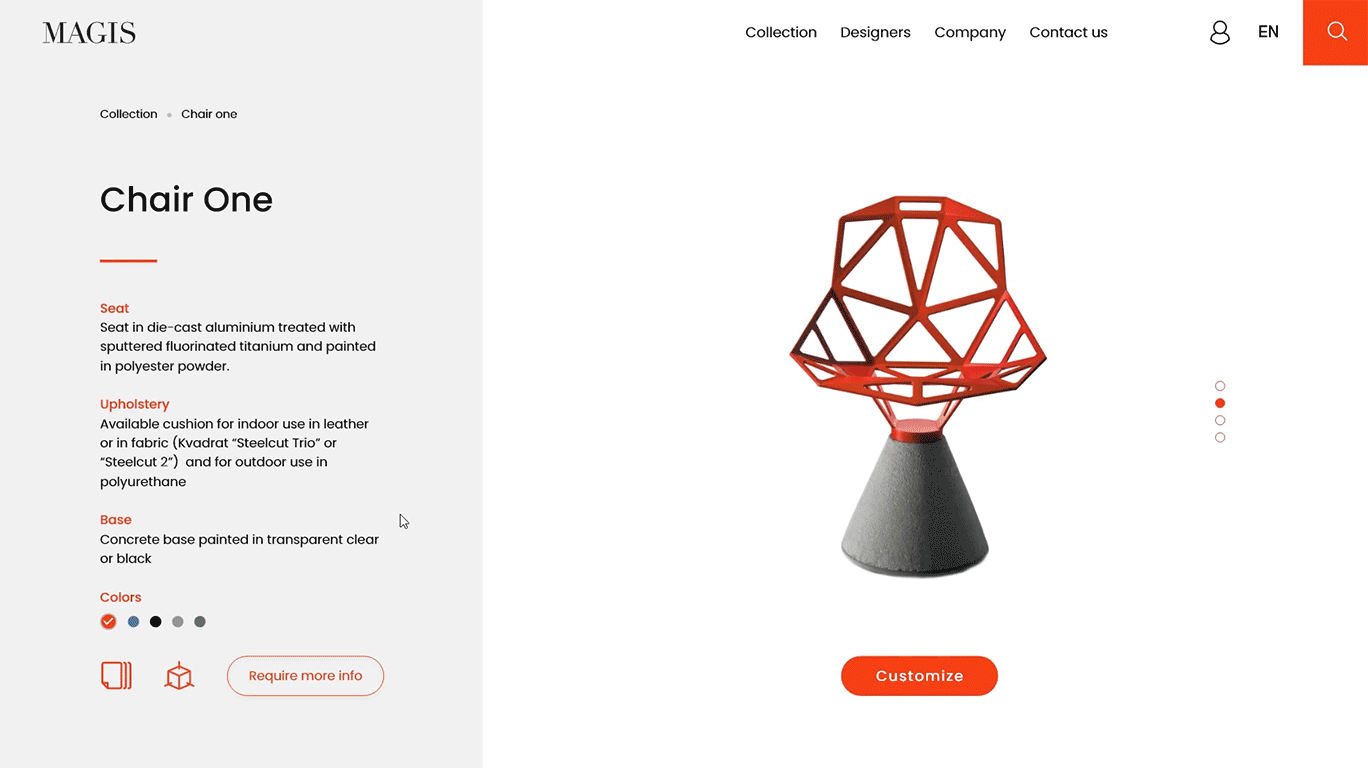 MAGIS
Collection
Designers
Company
Contact us
EN
Collection • Chair one
Chair One
Seat
Seat in die-cast aluminium treated with
sputtered fluorinated titanium and painted
in polyester powder.
Upholstery
Available cushion for indoor use in leather
or in fabric (Kvadrat “Steelcut Trio” or
“Steelcut 2”)  and for outdoor use in
polyurethane
Base
Concrete base painted in transparent clear
or black
Colors
Require more info
Customize